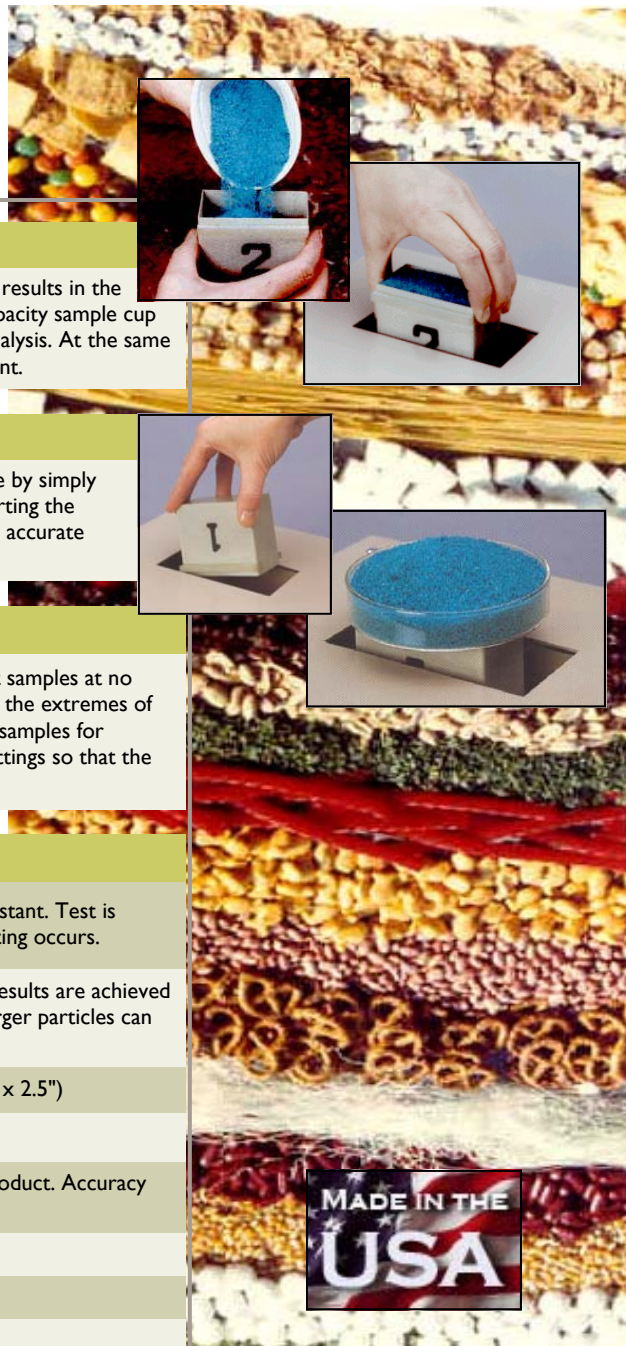 2
results in the
pacity sample cup
alysis. At the same
nt.
2
e by simply
rting the
accurate
1
samples at no
the extremes of
samples for
ttings so that the
stant. Test is
ting occurs.
esults are achieved
rger particles can
x 2.5")
oduct. Accuracy
MADE IN THE
USA